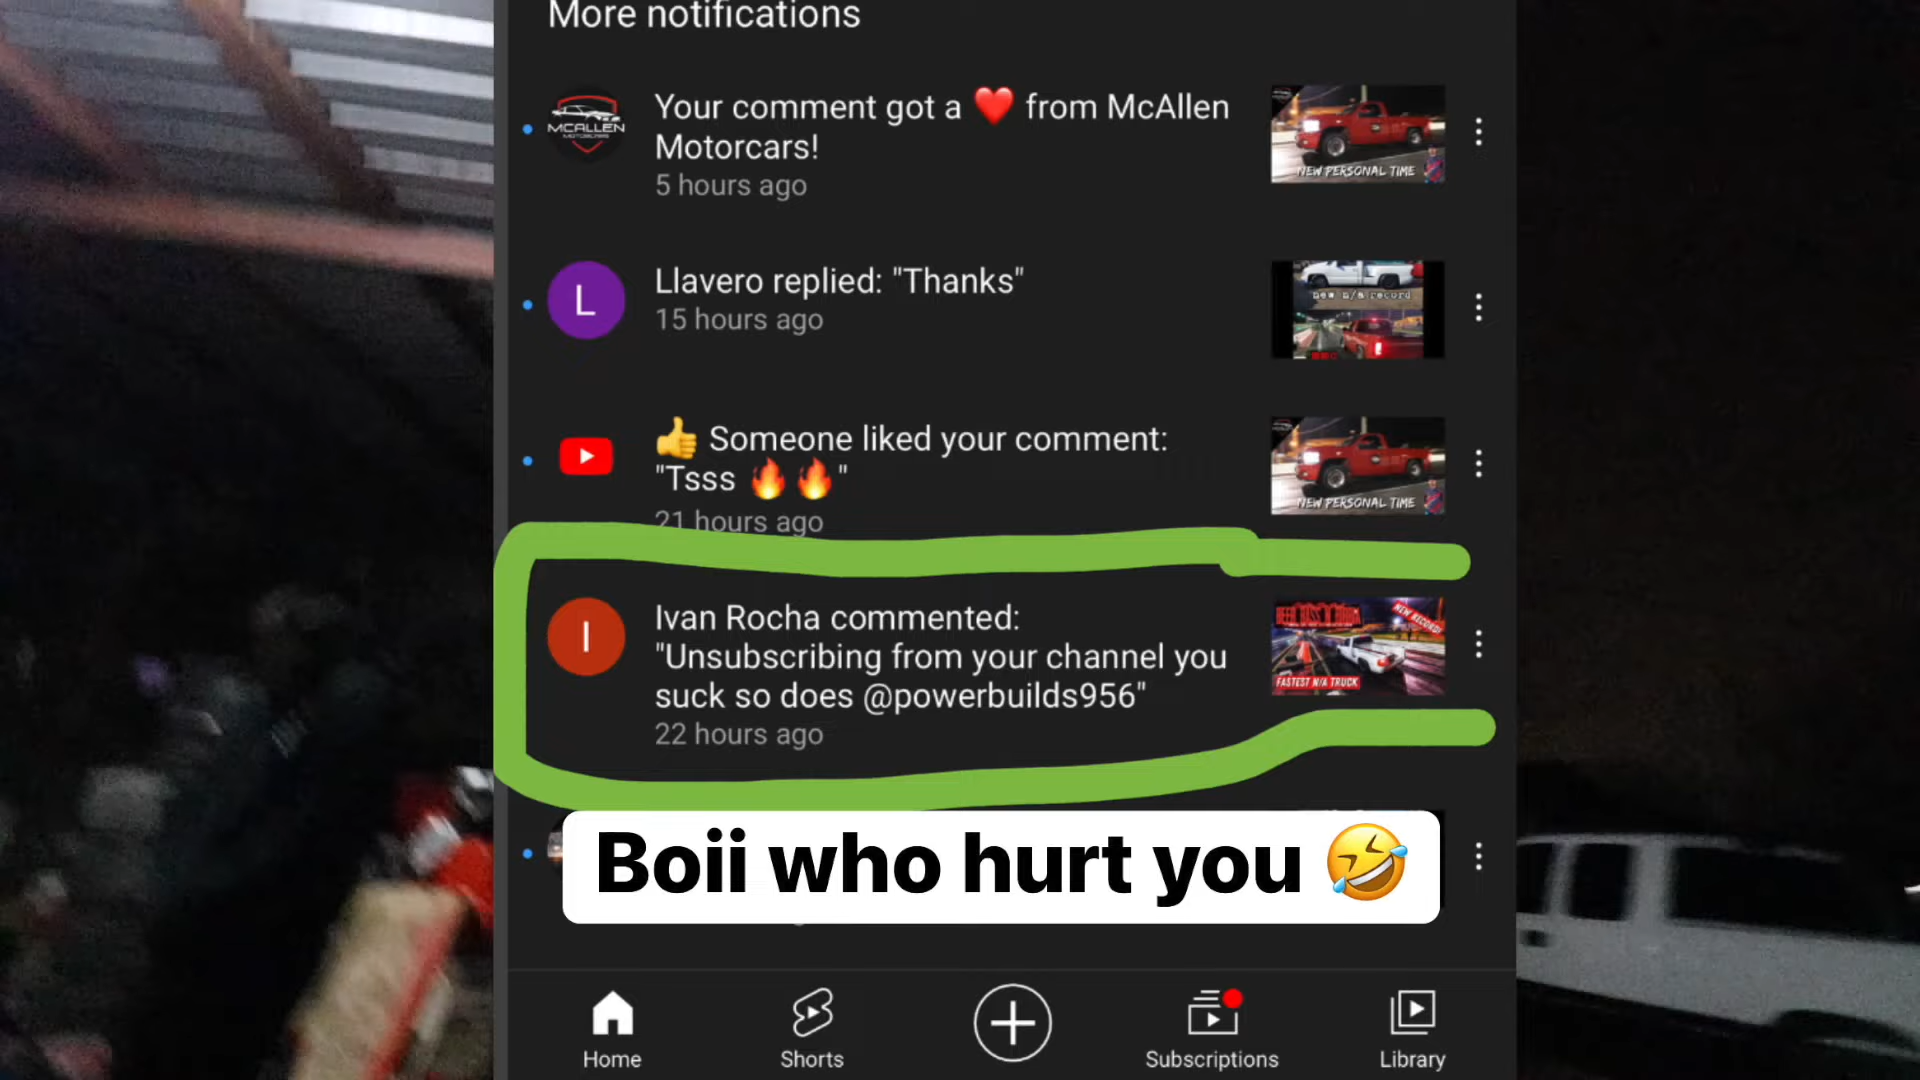 More notifications
MCALLEN
Your comment got a ❤️ from McAllen
Motorcars!
5 hours ago
NEW PERSONAL TIME
L
Llavero replied: "Thanks"
15 hours ago
new n/a record
👍 Someone liked your comment:
"Tsss 🔥🔥"
21 hours ago
NEW PERSONAL TIME
I
Ivan Rocha commented:
"Unsubscribing from your channel you
suck so does @powerbuilds956"
22 hours ago
NEW RECORD!
FASTEST N/A TRUCK
Boii who hurt you 🤣
Home
Shorts
Subscriptions
Library